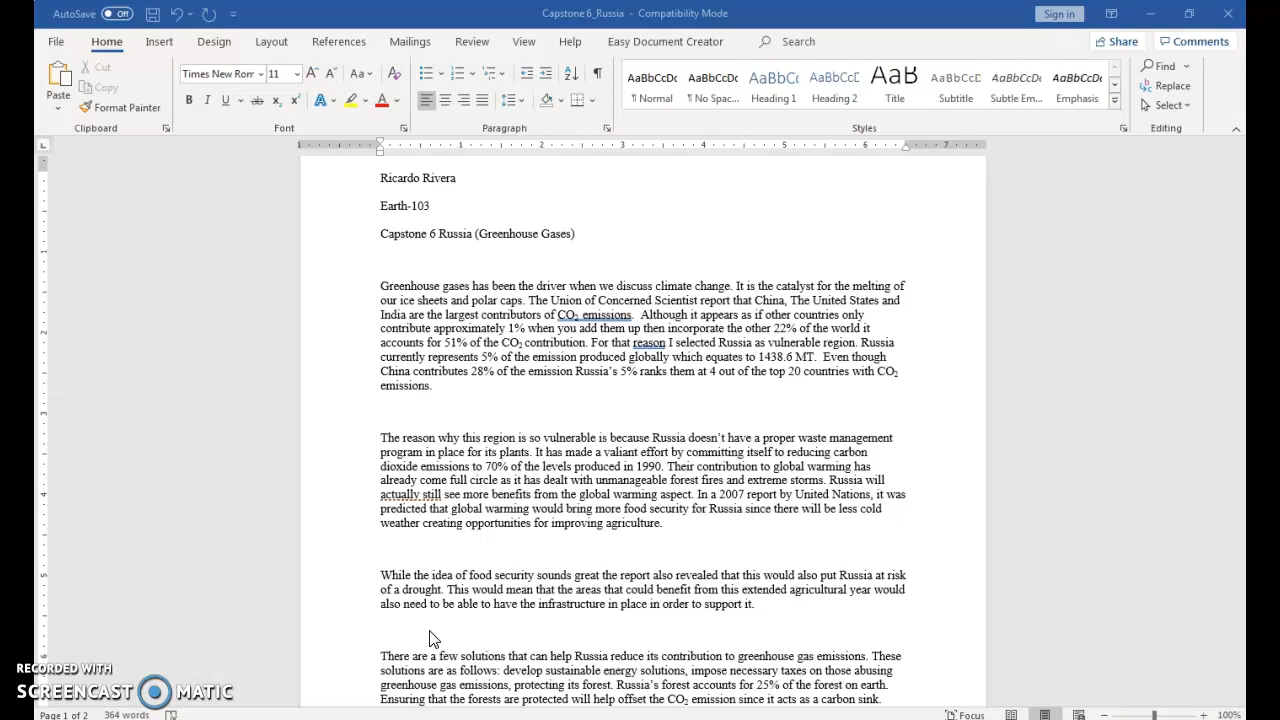 AutoSave Off
Capstone 6_Russia - Compatibility Mode
Sign in
File Home Insert Design Layout References Mailings Review View Help Easy Document Creator Search
Share Comments
Paste
Cut
Copy
Format Painter
Times New Ror 11
AaBbCcDc AaBbCcDc AaBbCc AaBbCcD AaB AaBbCcD AaBbCcDc AaBbCcDc
¶ Normal ¶ No Spac... Heading 1 Heading 2 Title Subtitle Subtle Em... Emphasis
Find
Replace
Select
Clipboard Font Paragraph Styles Editing
Ricardo Rivera
Earth-103
Capstone 6 Russia (Greenhouse Gases)
Greenhouse gases has been the driver when we discuss climate change. It is the catalyst for the melting of
our ice sheets and polar caps. The Union of Concerned Scientist report that China, The United States and
India are the largest contributors of CO₂ emissions. Although it appears as if other countries only
contribute approximately 1% when you add them up then incorporate the other 22% of the world it
accounts for 51% of the CO₂ contribution. For that reason I selected Russia as vulnerable region. Russia
currently represents 5% of the emission produced globally which equates to 1438.6 MT. Even though
China contributes 28% of the emission Russia's 5% ranks them at 4 out of the top 20 countries with CO₂
emissions.
The reason why this region is so vulnerable is because Russia doesn't have a proper waste management
program in place for its plants. It has made a valiant effort by committing itself to reducing carbon
dioxide emissions to 70% of the levels produced in 1990. Their contribution to global warming has
already come full circle as it has dealt with unmanageable forest fires and extreme storms. Russia will
actually still see more benefits from the global warming aspect. In a 2007 report by United Nations, it was
predicted that global warming would bring more food security for Russia since there will be less cold
weather creating opportunities for improving agriculture.
While the idea of food security sounds great the report also revealed that this would also put Russia at risk
of a drought. This would mean that the areas that could benefit from this extended agricultural year would
also need to be able to have the infrastructure in place in order to support it.
There are a few solutions that can help Russia reduce its contribution to greenhouse gas emissions. These
solutions are as follows: develop sustainable energy solutions, impose necessary taxes on those abusing
greenhouse gas emissions, protecting its forest. Russia's forest accounts for 25% of the forest on earth.
Ensuring that the forests are protected will help offset the CO₂ emission since it acts as a carbon sink.
RECORDED WITH
SCREENCAST MATIC
Page 1 of 2 364 words
Focus
100%